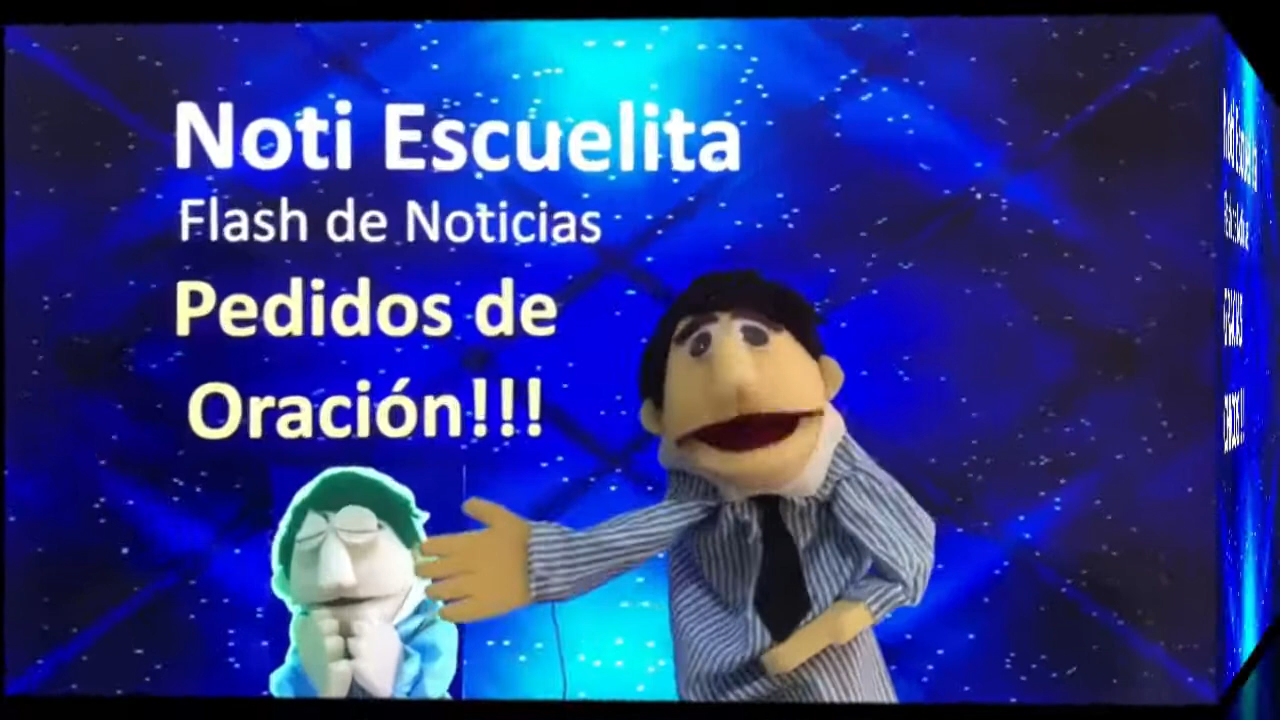 Noti Escuelita
Flash de Noticias
Pedidos de
Oración!!!